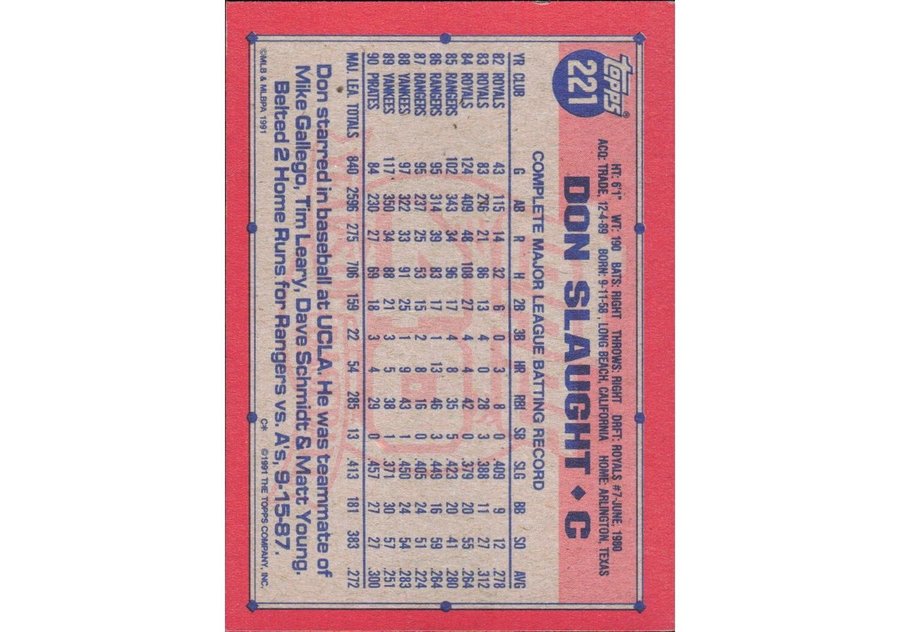 topps®
221
HT: 6'1" WT: 190 BATS: RIGHT THROWS: RIGHT DRFT: ROYALS #7-JUNE, 1980
ACQ: TRADE, 12-4-89 BORN: 9-11-58, LONG BEACH, CALIFORNIA HOME: ARLINGTON, TEXAS
DON SLAUGHT ♦ C
COMPLETE MAJOR LEAGUE BATTING RECORD
YR CLUB G AB R H 2B 3B HR RBI SB SLG BB SO AVG
82 ROYALS 43 115 14 32 6 0 3 8 0 .409 9 12 .278
83 ROYALS 83 276 21 86 13 4 0 28 3 .388 11 27 .312
84 ROYALS 124 409 48 108 27 4 4 42 0 .379 20 55 .264
85 RANGERS 102 343 34 96 17 4 8 35 5 .423 20 41 .280
86 RANGERS 95 314 39 83 17 1 13 46 3 .449 16 59 .264
87 RANGERS 95 237 25 53 15 2 8 16 0 .405 24 51 .224
88 YANKEES 97 322 33 91 25 1 9 43 1 .450 24 54 .283
89 YANKEES 117 350 34 88 21 3 5 38 1 .371 30 57 .251
90 PIRATES 84 230 27 69 18 3 4 29 0 .457 27 27 .300
MAJ. LEA. TOTALS 840 2596 275 706 159 22 54 285 13 .413 181 383 .272
Don starred in baseball at UCLA. He was teammate of
Mike Gallego, Tim Leary, Dave Schmidt & Matt Young.
Belted 2 Home Runs for Rangers vs. A's, 9-15-87.
©MLB & MLBPA 1991 C* ©1991 THE TOPPS COMPANY, INC.